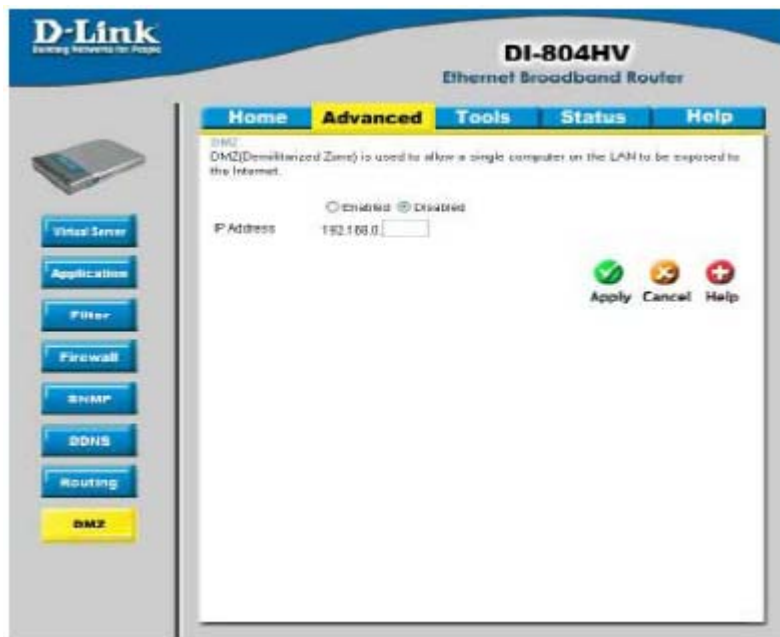 D-Link
Building Networks for People
DI-804HV
Ethernet Broadband Router
Home Advanced Tools Status Help
DMZ
DMZ(Demilitarized Zone) is used to allow a single computer on the LAN to be exposed to
the Internet.
Enabled Disabled
IP Address 192.168.0.
Apply Cancel Help
Virtual Server
Application
Filter
Firewall
SNMP
DDNS
Routing
DMZ